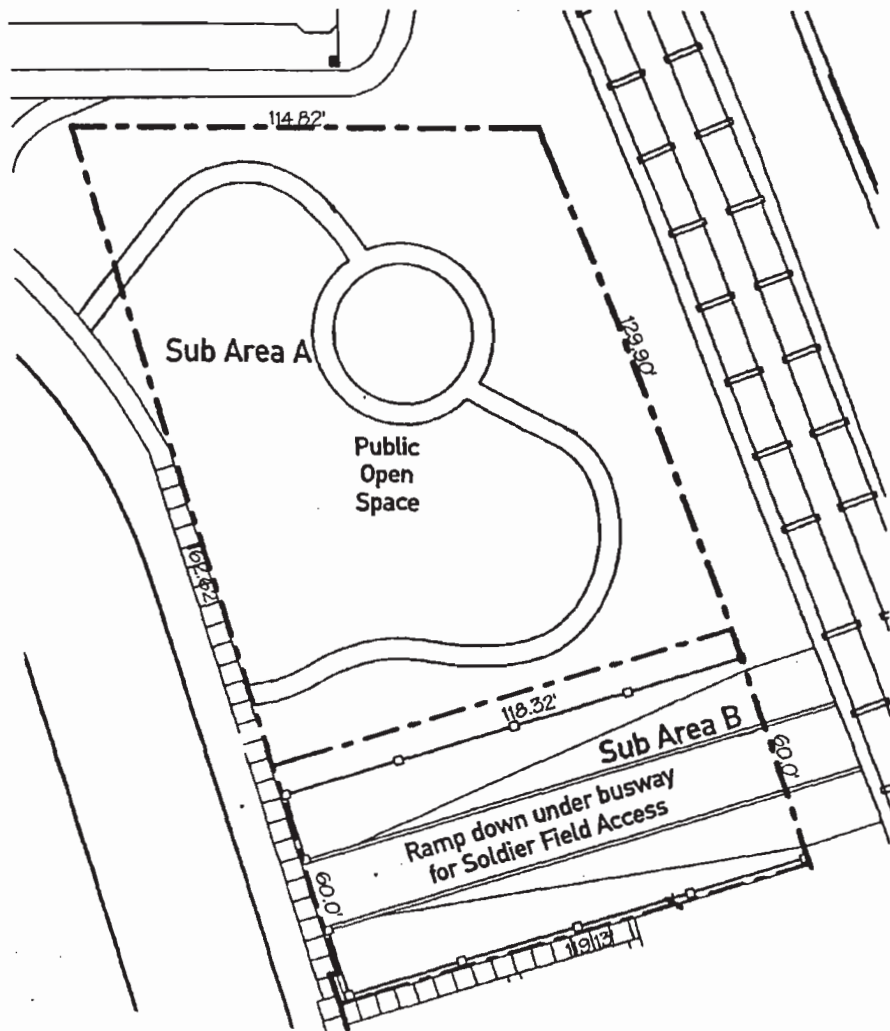 114.82'
129.90'
Sub Area A
Public
Open
Space
162.52'
118.32'
Sub Area B
60.0'
Ramp down under busway
for Soldier Field Access
60.0'
119.13'